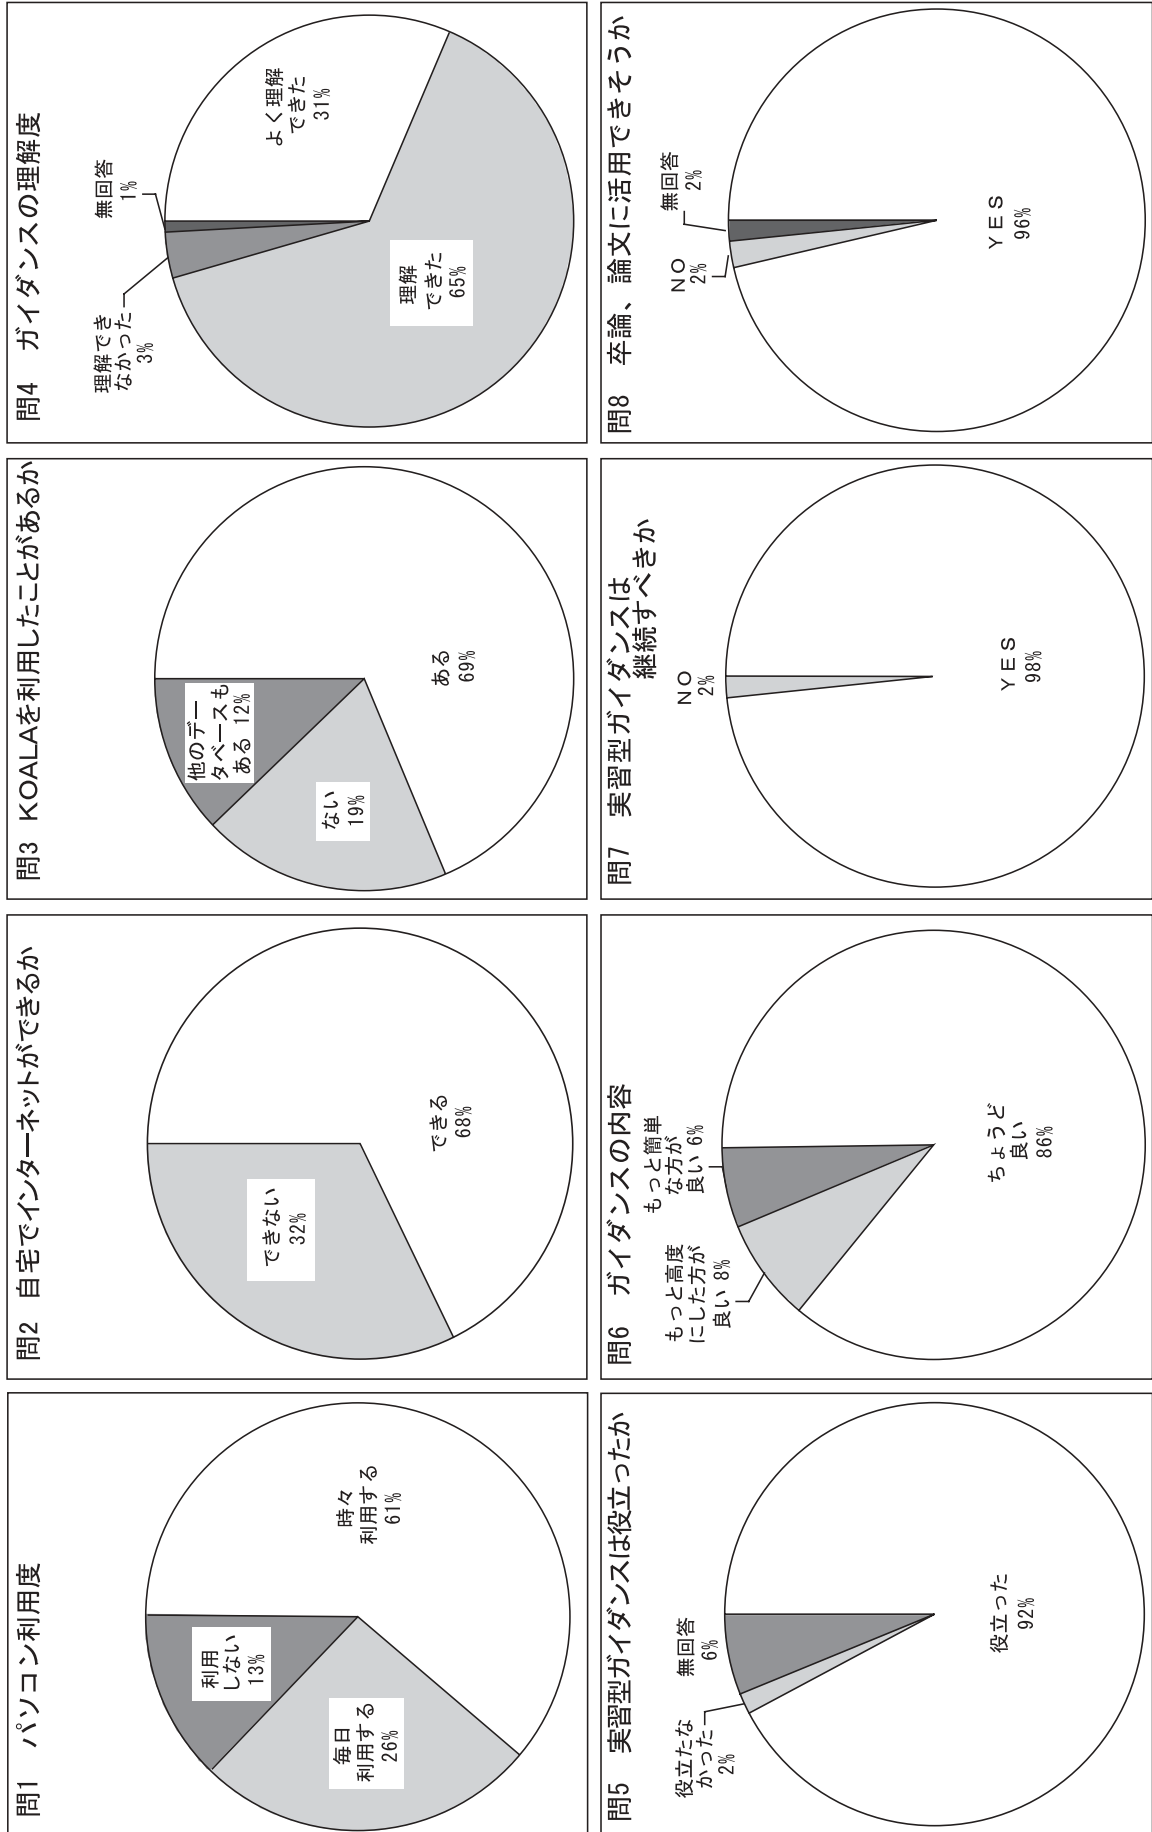 問1　パソコン利用度
利用
しない
13%
毎日
利用する
26%
時々
利用する
61%
問2　自宅でインターネットができるか
できない
32%
できる
68%
問3　KOALAを利用したことがあるか
他のデー
タベースも
ある 12%
ない
19%
ある
69%
問4　ガイダンスの理解度
理解でき
なかった
3%
無回答
1%
よく理解
できた
31%
理解
できた
65%
問5　実習型ガイダンスは役立ったか
役立たな
かった
2%
無回答
6%
役立った
92%
問6　ガイダンスの内容
もっと高度
にした方が
良い 8%
もっと簡単
な方が
良い 6%
ちょうど
良い
86%
問7　実習型ガイダンスは
継続すべきか
NO
2%
YES
98%
問8　卒論、論文に活用できそうか
NO
2%
無回答
2%
YES
96%